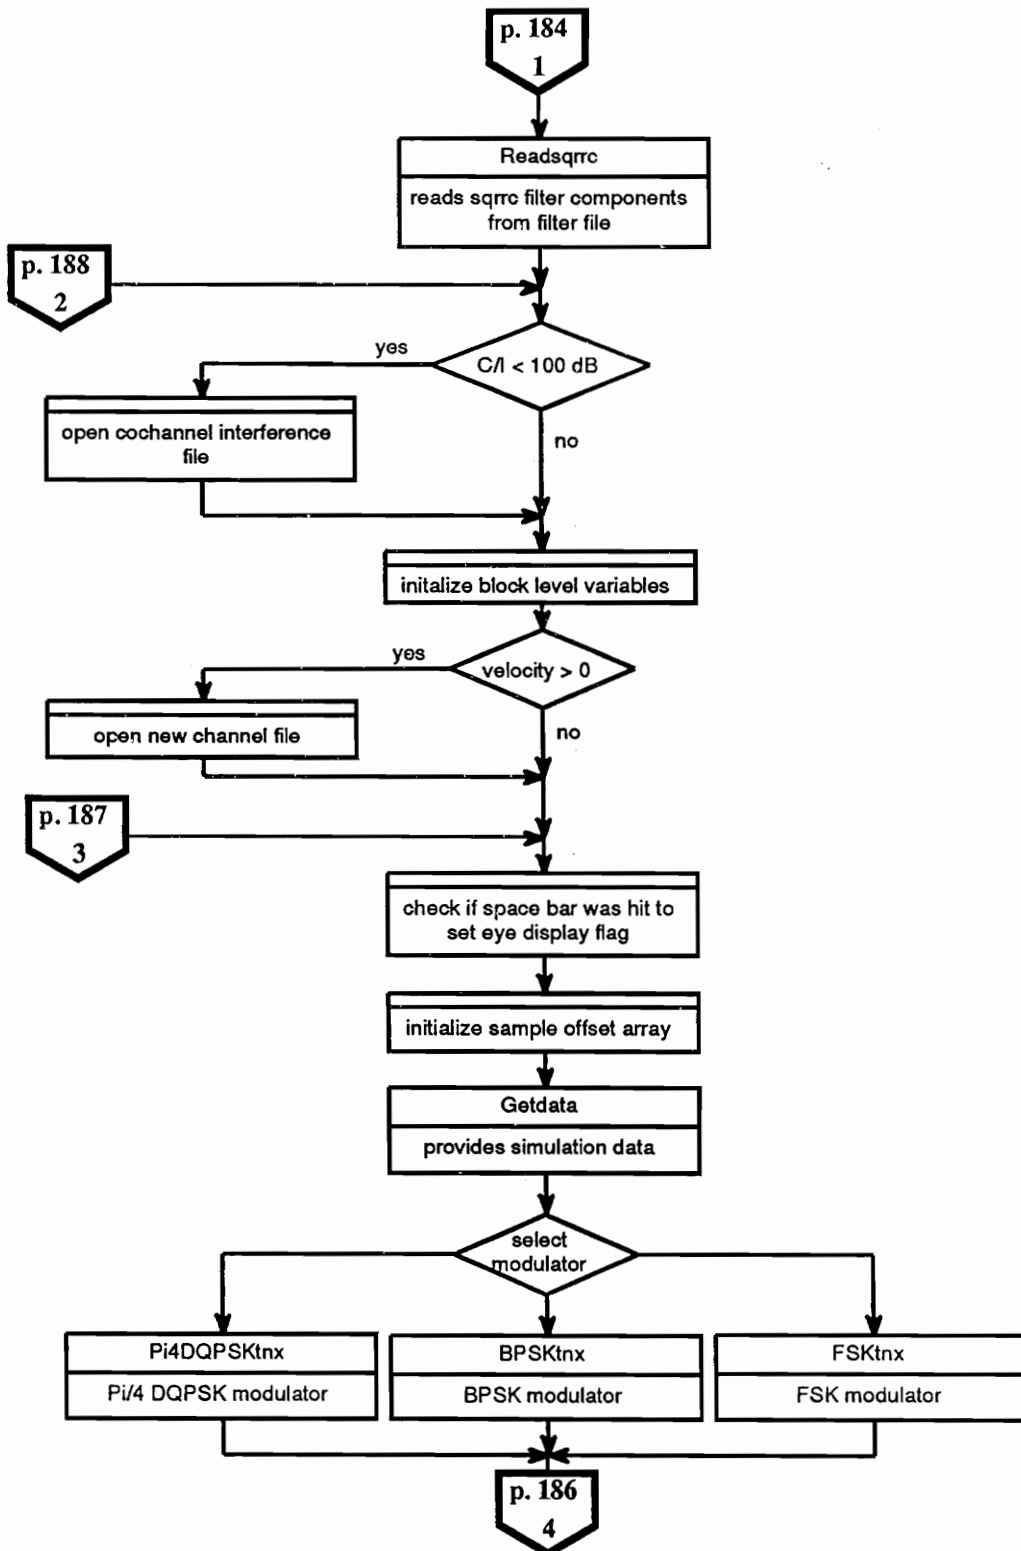 p. 184
1
Readsqrrc
reads sqrrc filter components
from filter file
p. 188
2
yes
C/I < 100 dB
open cochannel interference
file
no
initalize block level variables
yes
velocity > 0
open new channel file
no
p. 187
3
check if space bar was hit to
set eye display flag
initialize sample offset array
Getdata
provides simulation data
select
modulator
Pi4DQPSKtnx
Pi/4 DQPSK modulator
BPSKtnx
BPSK modulator
FSKtnx
FSK modulator
p. 186
4